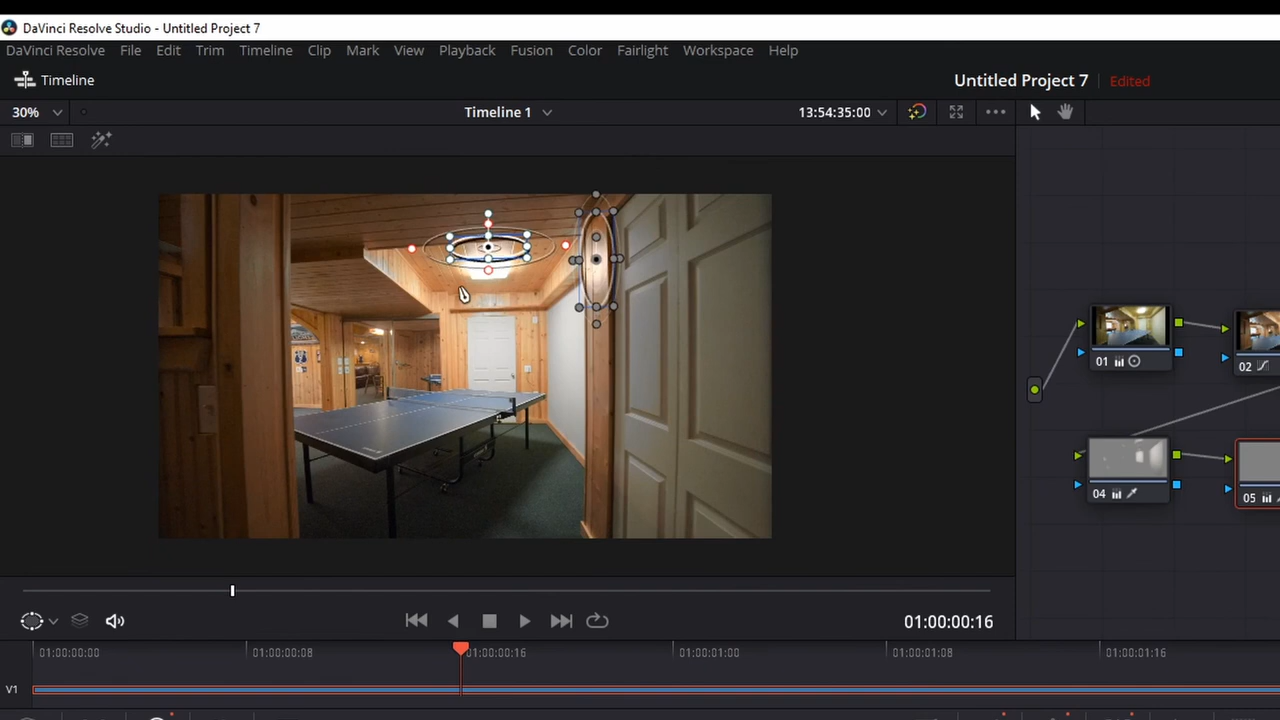 DaVinci Resolve Studio - Untitled Project 7
DaVinci Resolve File Edit Trim Timeline Clip Mark View Playback Fusion Color Fairlight Workspace Help
Timeline Untitled Project 7 Edited
30% Timeline 1 13:54:35:00
01
02
04
05
01:00:00:16
01:00:00:00 01:00:00:08 01:00:00:16 01:00:01:00 01:00:01:08 01:00:01:16
V1